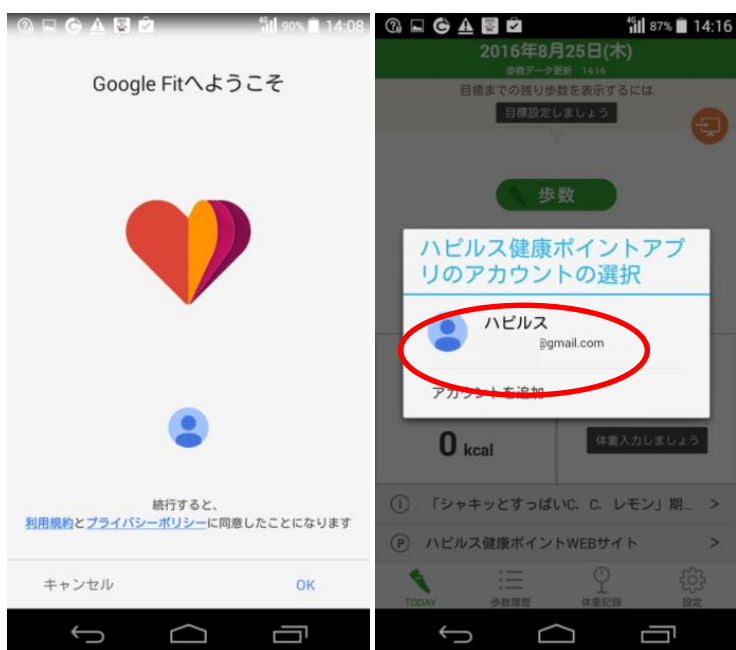 4G 90% 14:08
Google Fitへようこそ
続行すると、
利用規約とプライバシーポリシーに同意したことになります
キャンセル
OK
4G 87% 14:16
2016年8月25日(木)
歩数データ更新 14:16
目標までの残り歩数を表示するには
目標設定しましょう
歩数
ハピルス健康ポイントアプ
リのアカウントの選択
ハピルス
@gmail.com
アカウントを追加
0 kcal
体重入力しましょう
「シャキッとすっぱいC. C. レモン」期… >
P ハピルス健康ポイントWEBサイト >
TODAY 歩数履歴 体重記録 設定